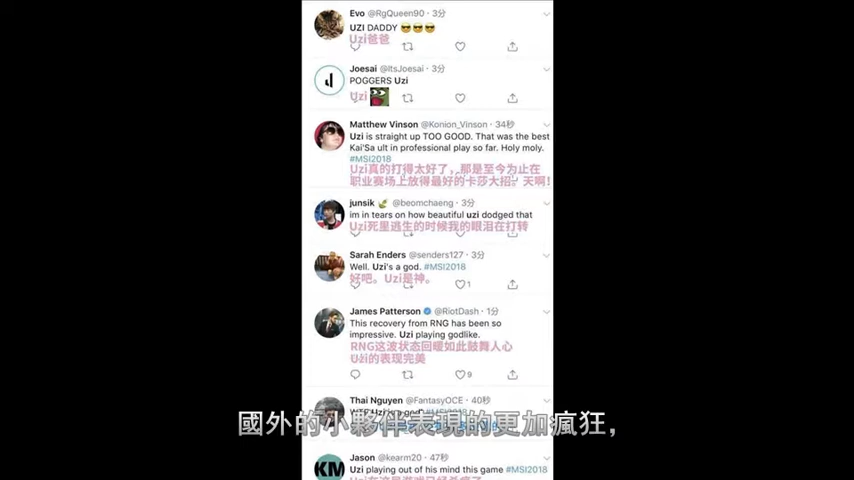 Evo @RgQueen90 · 3分
UZI DADDY 😎😎😎
Uzi爸爸
Joesai @ItsJoesai · 3分
POGGERS Uzi
Uzi
Matthew Vinson @Konion_Vinson · 34秒
Uzi is straight up TOO GOOD. That was the best
Kai'Sa ult in professional play so far. Holy moly.
#MSI2018
Uzi真的打得太好了，那是至今为止在
职业赛场上放得最好的卡莎大招。天啊！
junsik 🌱 @beomchaeng · 3分
im in tears on how beautiful uzi dodged that
Uzi死里逃生的时候我的眼泪在打转
Sarah Enders @senders127 · 3分
Well. Uzi's a god. #MSI2018
好吧。Uzi是神。
1
James Patterson @RiotDash · 1分
This recovery from RNG has been so
impressive. Uzi playing godlike.
RNG这波状态回暖如此鼓舞人心
Uzi的表现完美
9
Thai Nguyen @FantasyOCE · 40秒
國外的小夥伴表現的更加瘋狂，
Jason @kearm20 · 47秒
KM
Uzi playing out of his mind this game #MSI2018